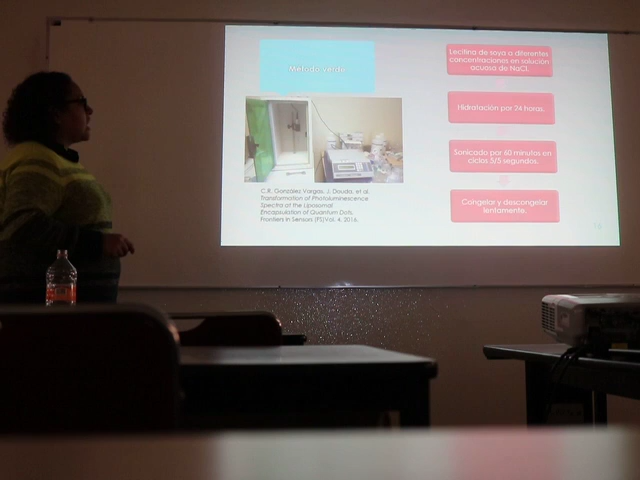 Método verde
C.R. González Vargas, J. Douda, et al.
Transformation of Photoluminescence
Spectra at the Liposomal
Encapsulation of Quantum Dots.
Frontiers in Sensors (FS)Vol. 4, 2016.
Lecitina de soya a diferentes
concentraciones en solución
acuosa de NaCl.
Hidratación por 24 horas.
Sonicado por 60 minutos en
ciclos 5/5 segundos.
Congelar y descongelar
lentamente.